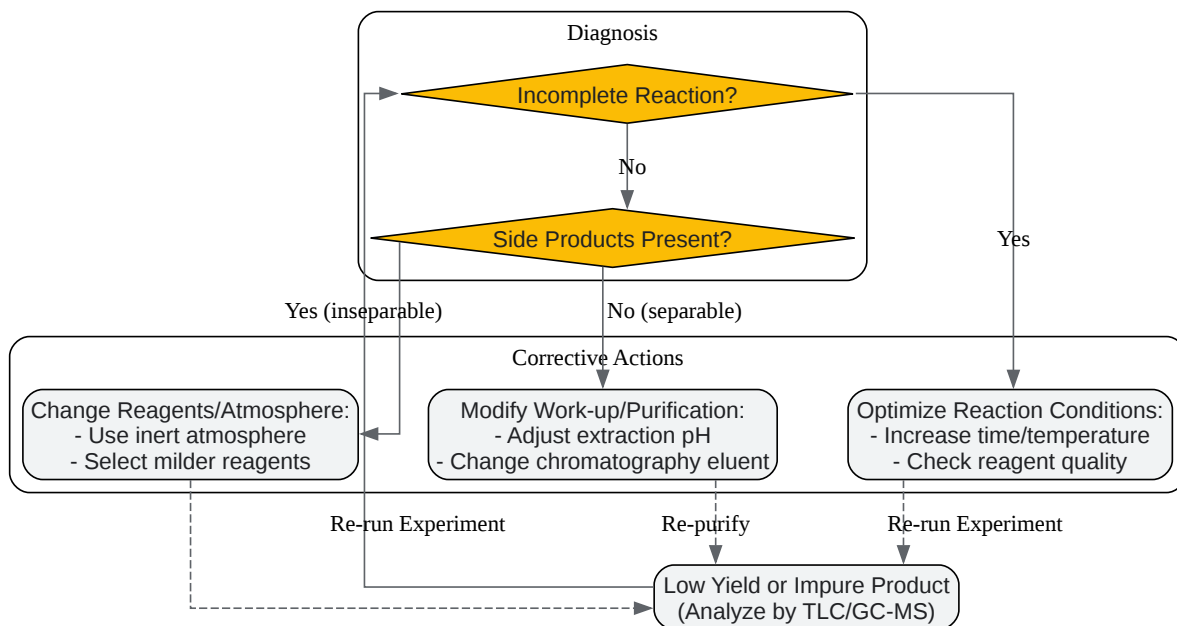 Diagnosis
Incomplete Reaction?
No
Side Products Present?
Yes
Yes (inseparable)
No (separable)
Corrective Actions
Change Reagents/Atmosphere:
- Use inert atmosphere
- Select milder reagents
Modify Work-up/Purification:
- Adjust extraction pH
- Change chromatography eluent
Optimize Reaction Conditions:
- Increase time/temperature
- Check reagent quality
Re-run Experiment
Re-purify
Re-run Experiment
Low Yield or Impure Product
(Analyze by TLC/GC-MS)